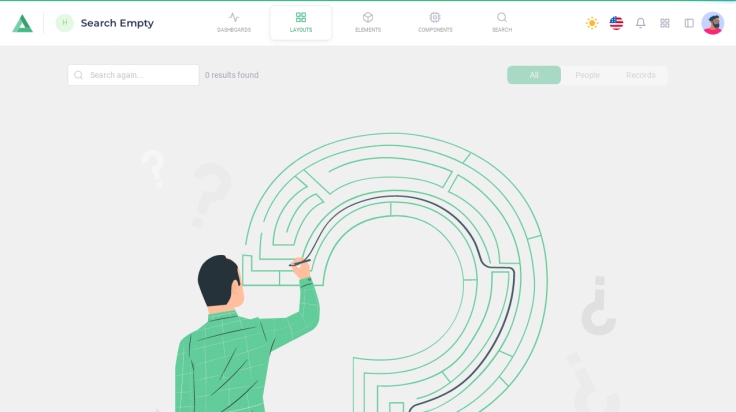 H
Search Empty
DASHBOARDS
LAYOUTS
ELEMENTS
COMPONENTS
SEARCH
Search again...
0 results found
All
People
Records